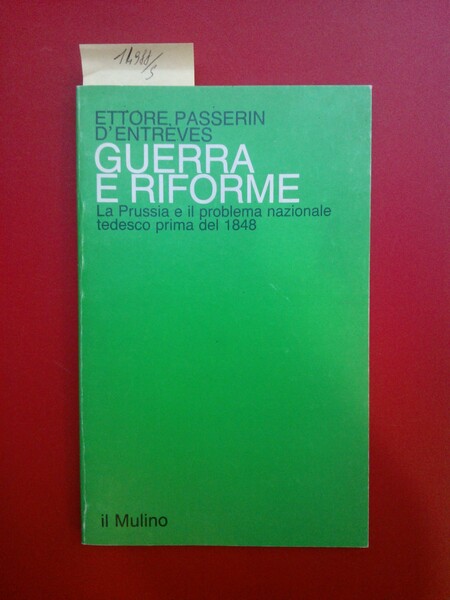 14988/5
ETTORE PASSERIN
D'ENTRÈVES
GUERRA
E RIFORME
La Prussia e il problema nazionale
tedesco prima del 1848
il Mulino